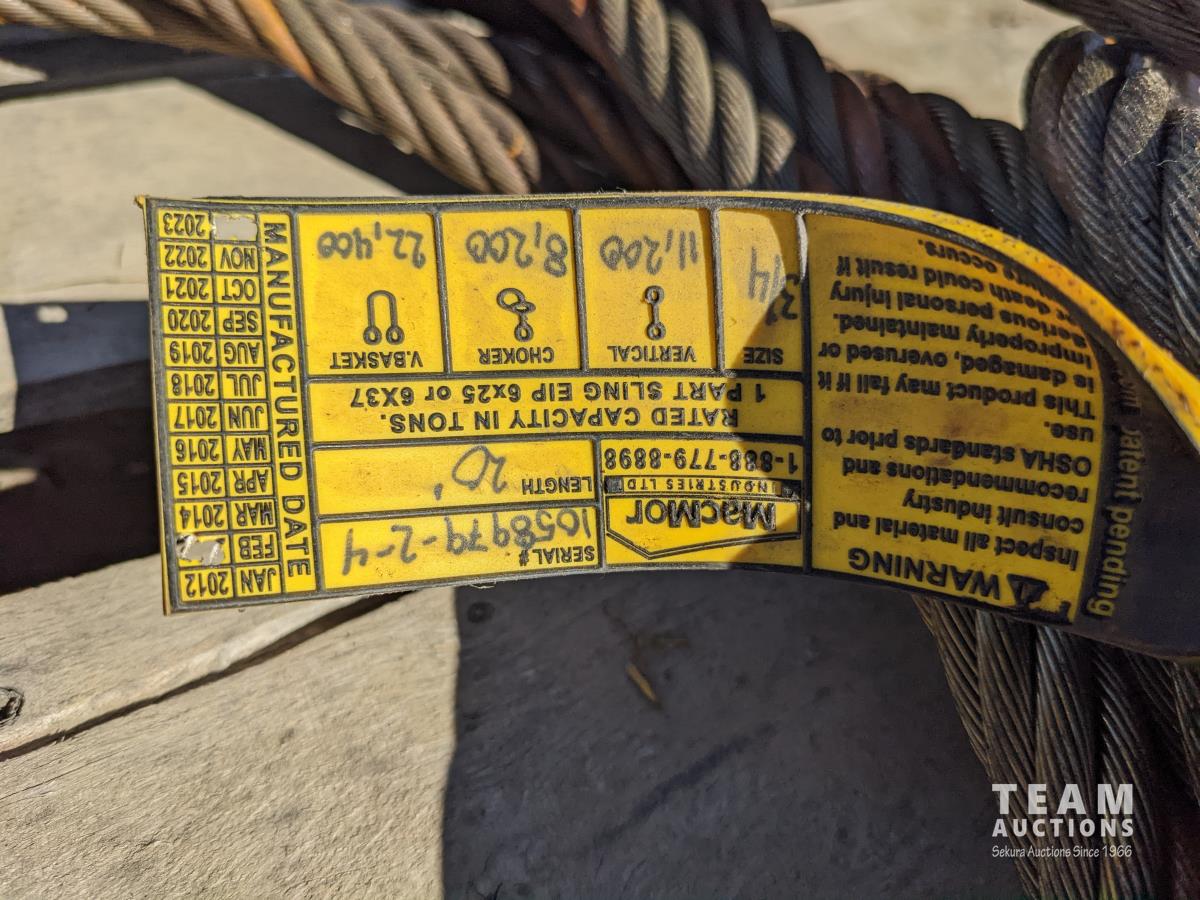 patent pending
WARNING
Inspect all material and
consult industry
recommendations and
OSHA standards prior to
use.
This product may fail if it
is damaged, overused or
improperly maintained.
Serious personal injury
or death could result if
occurs.
MacMor
INDUSTRIES LTD
1-888-779-8898
SERIAL# 1058979-2-4
LENGTH 20'
RATED CAPACITY IN TONS.
1 PART SLING EIP 6x25 or 6X37
SIZE VERTICAL CHOKER V.BASKET
3/4 11,200 8,200 22,400
MANUFACTURED DATE
JAN 2012
FEB
MAR 2014
APR 2015
MAY 2016
JUN 2017
JUL 2018
AUG 2019
SEP 2020
OCT 2021
NOV 2022
2023
TEAM
AUCTIONS
Sekura Auctions Since 1966